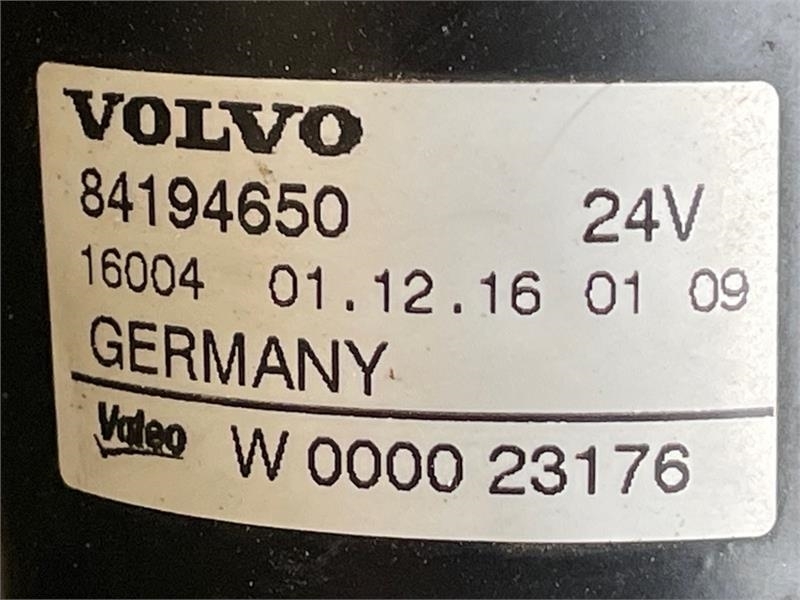 VOLVO
84194650 24V
16004 01.12.16 01 09
GERMANY
Valeo W 0000 23176